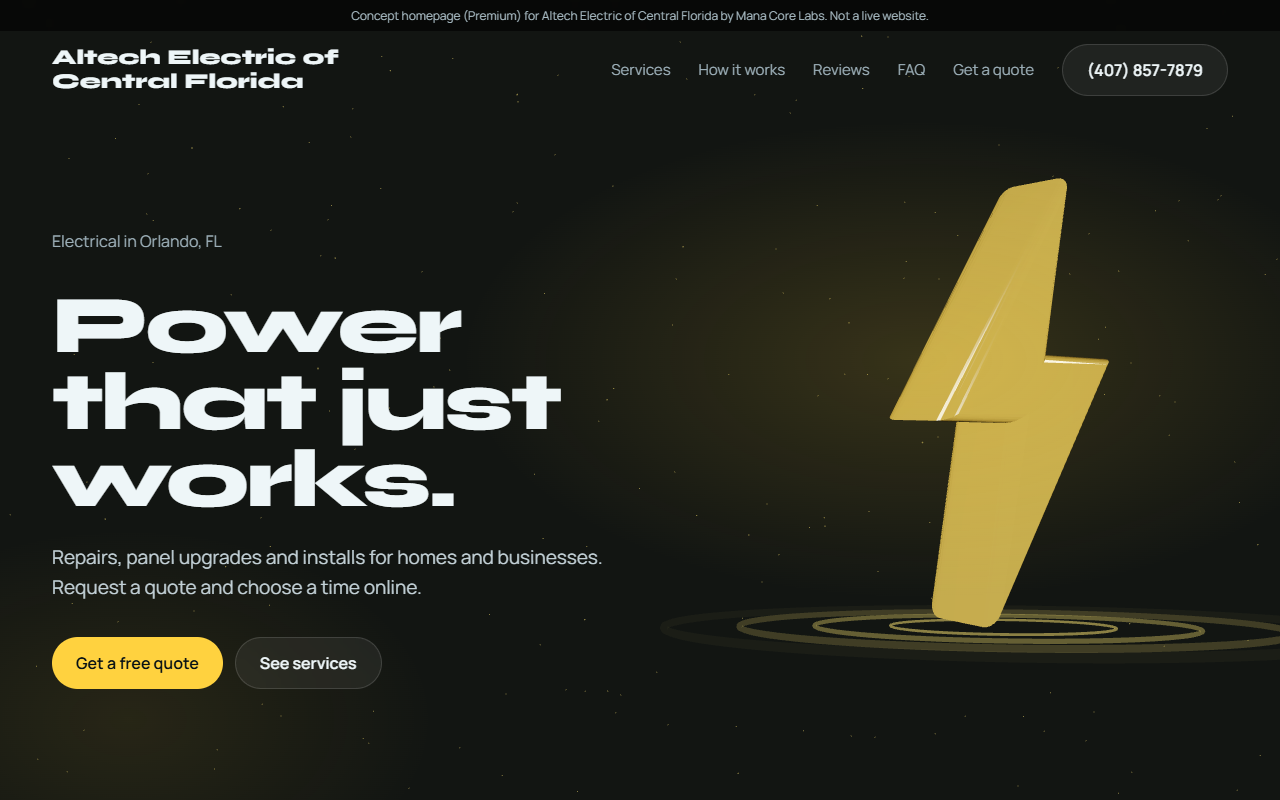 Concept homepage (Premium) for Altech Electric of Central Florida by Mana Core Labs. Not a live website.
Altech Electric of
Central Florida
Services
How it works
Reviews
FAQ
Get a quote
(407) 857-7879
Electrical in Orlando, FL
Power
that just
works.
Repairs, panel upgrades and installs for homes and businesses.
Request a quote and choose a time online.
Get a free quote
See services